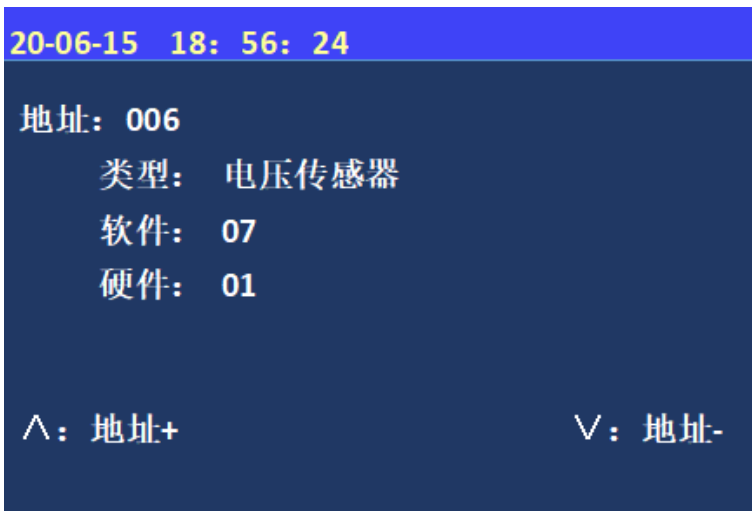 20-06-15 18：56：24
地址：006
类型： 电压传感器
软件： 07
硬件： 01
∧：地址+ ∨：地址-